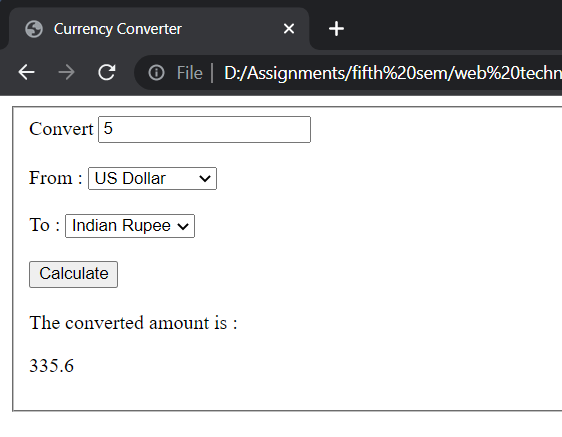 Currency Converter
File D:/Assignments/fifth%20sem/web%20techn
Convert 5
From : US Dollar
To : Indian Rupee
Calculate
The converted amount is :
335.6